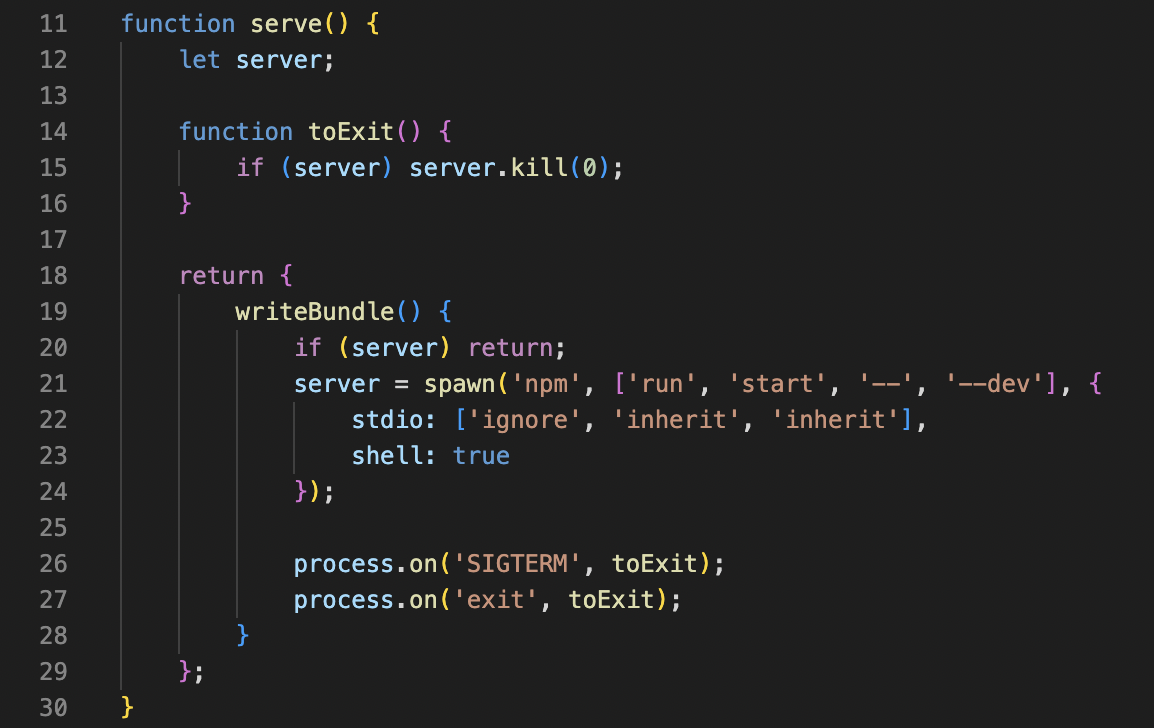 11 function serve() {
12     let server;
13
14     function toExit() {
15         if (server) server.kill(0);
16     }
17
18     return {
19         writeBundle() {
20             if (server) return;
21             server = spawn('npm', ['run', 'start', '--', '--dev'], {
22                 stdio: ['ignore', 'inherit', 'inherit'],
23                 shell: true
24             });
25
26             process.on('SIGTERM', toExit);
27             process.on('exit', toExit);
28         }
29     };
30 }